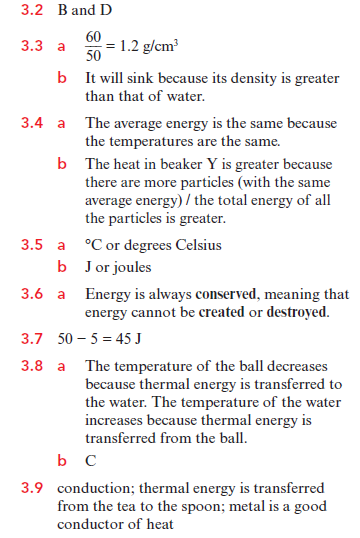 3.2 B and D
3.3 a 60/50 = 1.2 g/cm³
b It will sink because its density is greater
than that of water.
3.4 a The average energy is the same because
the temperatures are the same.
b The heat in beaker Y is greater because
there are more particles (with the same
average energy) / the total energy of all
the particles is greater.
3.5 a °C or degrees Celsius
b J or joules
3.6 a Energy is always conserved, meaning that
energy cannot be created or destroyed.
3.7 50 – 5 = 45 J
3.8 a The temperature of the ball decreases
because thermal energy is transferred to
the water. The temperature of the water
increases because thermal energy is
transferred from the ball.
b C
3.9 conduction; thermal energy is transferred
from the tea to the spoon; metal is a good
conductor of heat